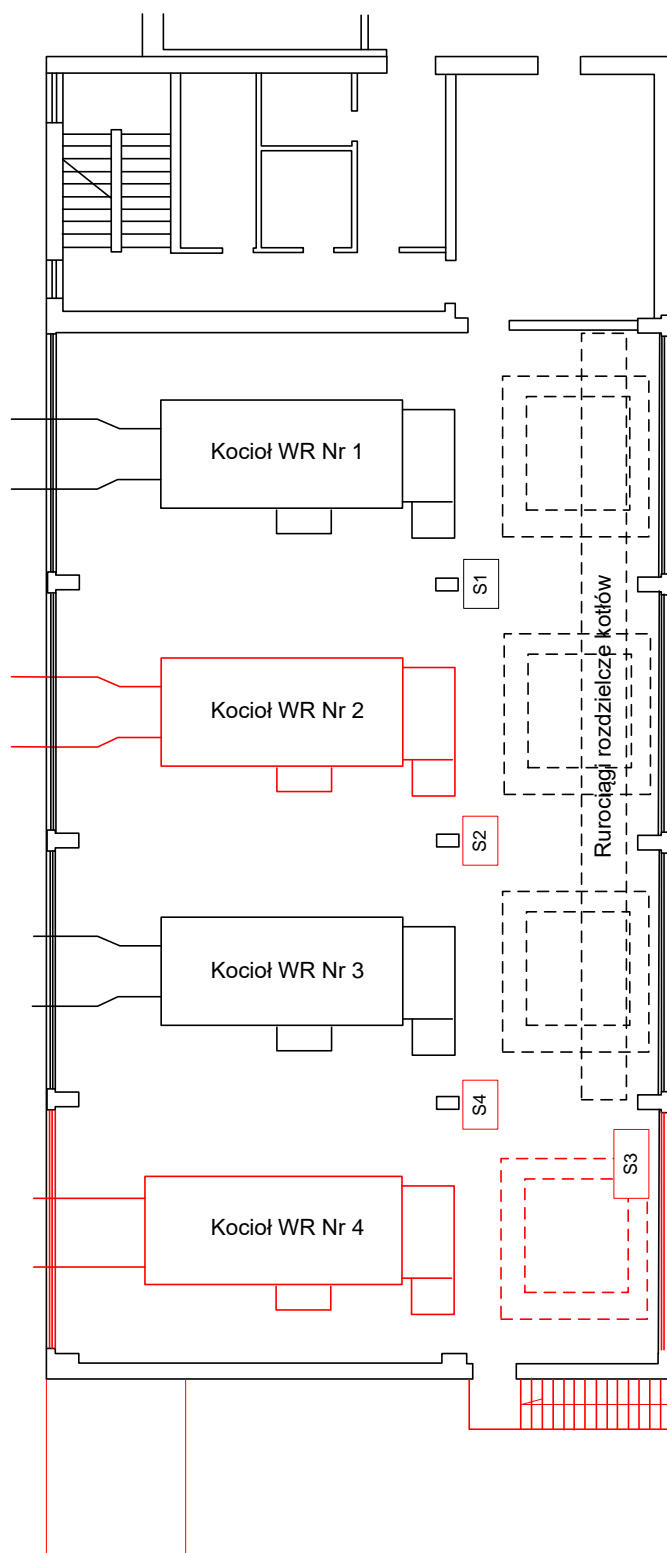 Kocioł WR Nr 1
S1
Rurociągi rozdzielcze kotłów
Kocioł WR Nr 2
S2
Kocioł WR Nr 3
S4
S3
Kocioł WR Nr 4